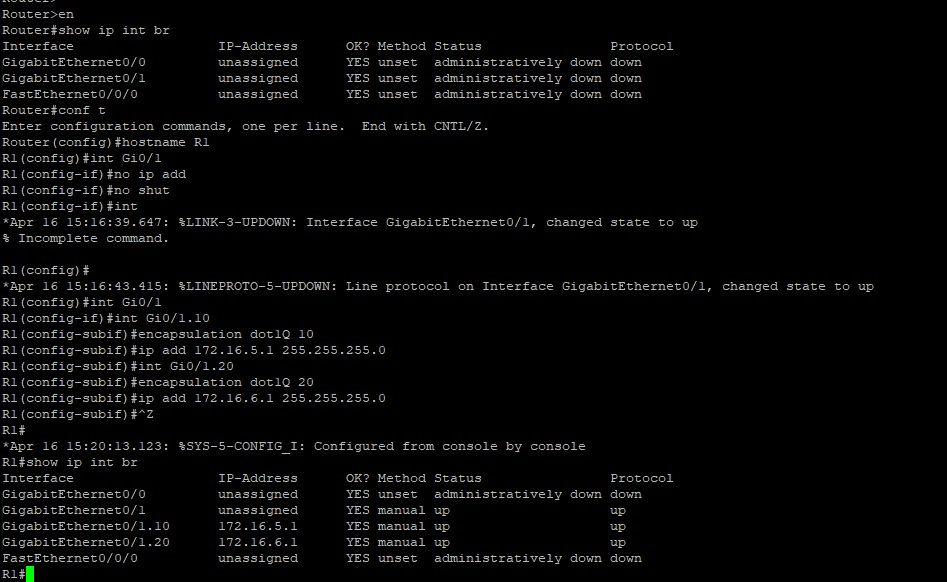 Router>
Router>en
Router#show ip int br
Interface                  IP-Address      OK? Method Status                Protocol
GigabitEthernet0/0         unassigned      YES unset  administratively down down
GigabitEthernet0/1         unassigned      YES unset  administratively down down
FastEthernet0/0/0          unassigned      YES unset  administratively down down
Router#conf t
Enter configuration commands, one per line.  End with CNTL/Z.
Router(config)#hostname R1
R1(config)#int Gi0/1
R1(config-if)#no ip add
R1(config-if)#no shut
R1(config-if)#int
*Apr 16 15:16:39.647: %LINK-3-UPDOWN: Interface GigabitEthernet0/1, changed state to up
% Incomplete command.
R1(config)#
*Apr 16 15:16:43.415: %LINEPROTO-5-UPDOWN: Line protocol on Interface GigabitEthernet0/1, changed state to up
R1(config)#int Gi0/1
R1(config-if)#int Gi0/1.10
R1(config-subif)#encapsulation dot1Q 10
R1(config-subif)#ip add 172.16.5.1 255.255.255.0
R1(config-subif)#int Gi0/1.20
R1(config-subif)#encapsulation dot1Q 20
R1(config-subif)#ip add 172.16.6.1 255.255.255.0
R1(config-subif)#^Z
R1#
*Apr 16 15:20:13.123: %SYS-5-CONFIG_I: Configured from console by console
R1#show ip int br
Interface                  IP-Address      OK? Method Status                Protocol
GigabitEthernet0/0         unassigned      YES unset  administratively down down
GigabitEthernet0/1         unassigned      YES manual up                    up
GigabitEthernet0/1.10      172.16.5.1      YES manual up                    up
GigabitEthernet0/1.20      172.16.6.1      YES manual up                    up
FastEthernet0/0/0          unassigned      YES unset  administratively down down
R1#